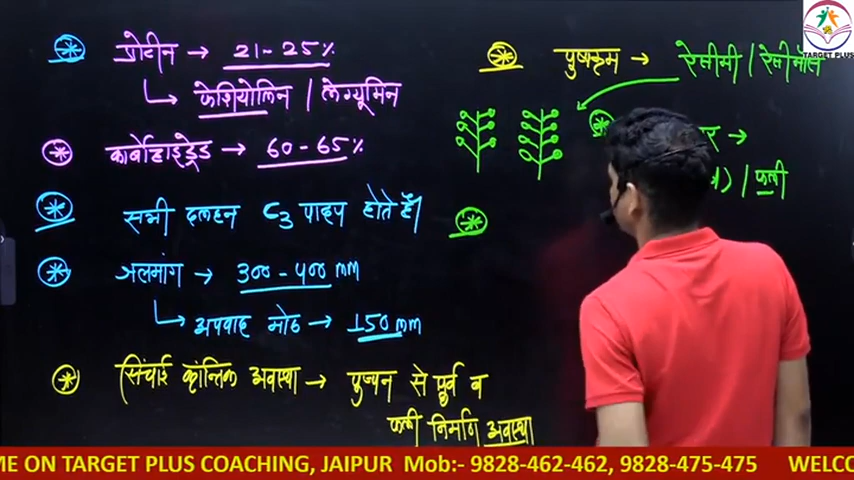 प्रोटीन → 21-25%
↳ केशियोलिन / लेग्यूमिन
कार्बोहाइड्रेड → 60-65%
सभी दलहन C3 पादप होते हैं।
जलमांग → 300-400 mm
↳ अपवाद मोठ → 150 mm
सिंचाई क्रान्तिक अवस्था → पुष्पन से पूर्व व
फली निर्माण अवस्था
पुष्पक्रम → रेसीमी / रेसीमोस
→
/ फली
TARGET PLUS
ME ON TARGET PLUS COACHING, JAIPUR Mob:- 9828-462-462, 9828-475-475 WELCO